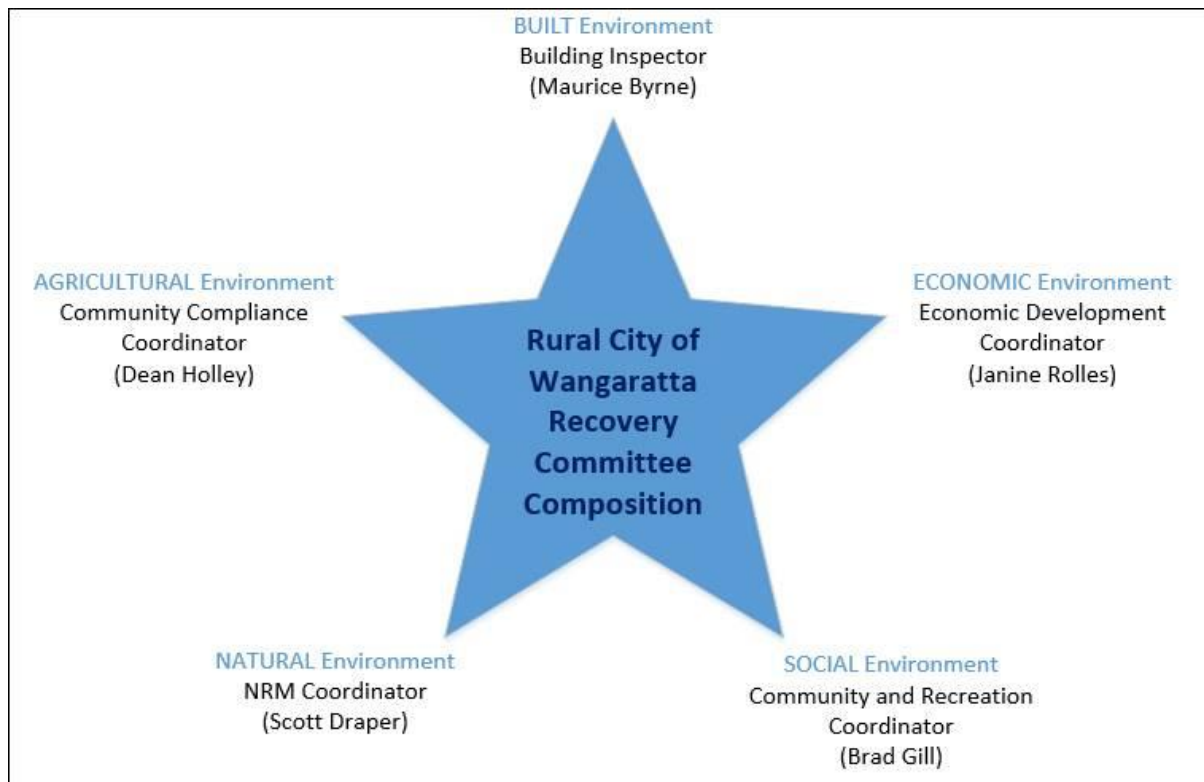 BUILT Environment
Building Inspector
(Maurice Byrne)
AGRICULTURAL Environment
Community Compliance
Coordinator
(Dean Holley)
ECONOMIC Environment
Economic Development
Coordinator
(Janine Rolles)
Rural City of
Wangaratta
Recovery
Committee
Composition
NATURAL Environment
NRM Coordinator
(Scott Draper)
SOCIAL Environment
Community and Recreation
Coordinator
(Brad Gill)